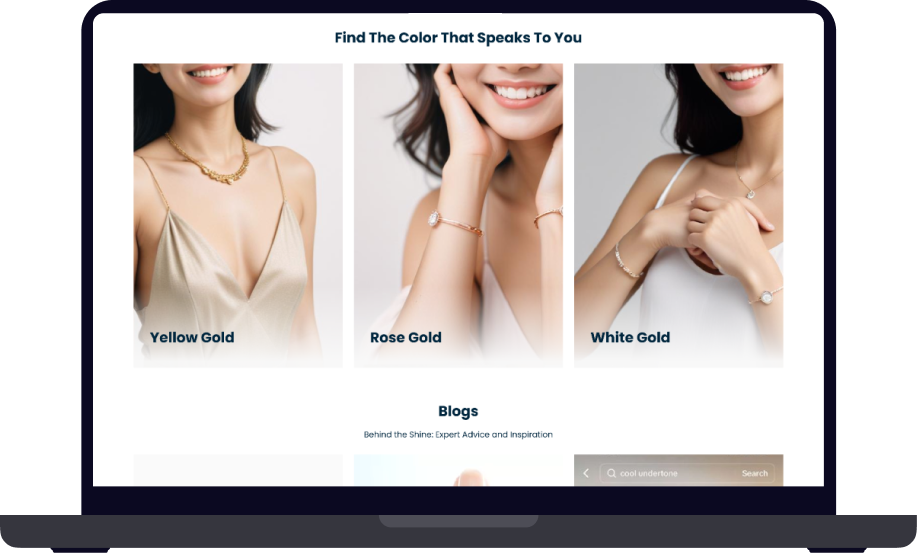 Find The Color That Speaks To You
Yellow Gold
Rose Gold
White Gold
Blogs
Behind the Shine: Expert Advice and Inspiration
cool undertone
Search